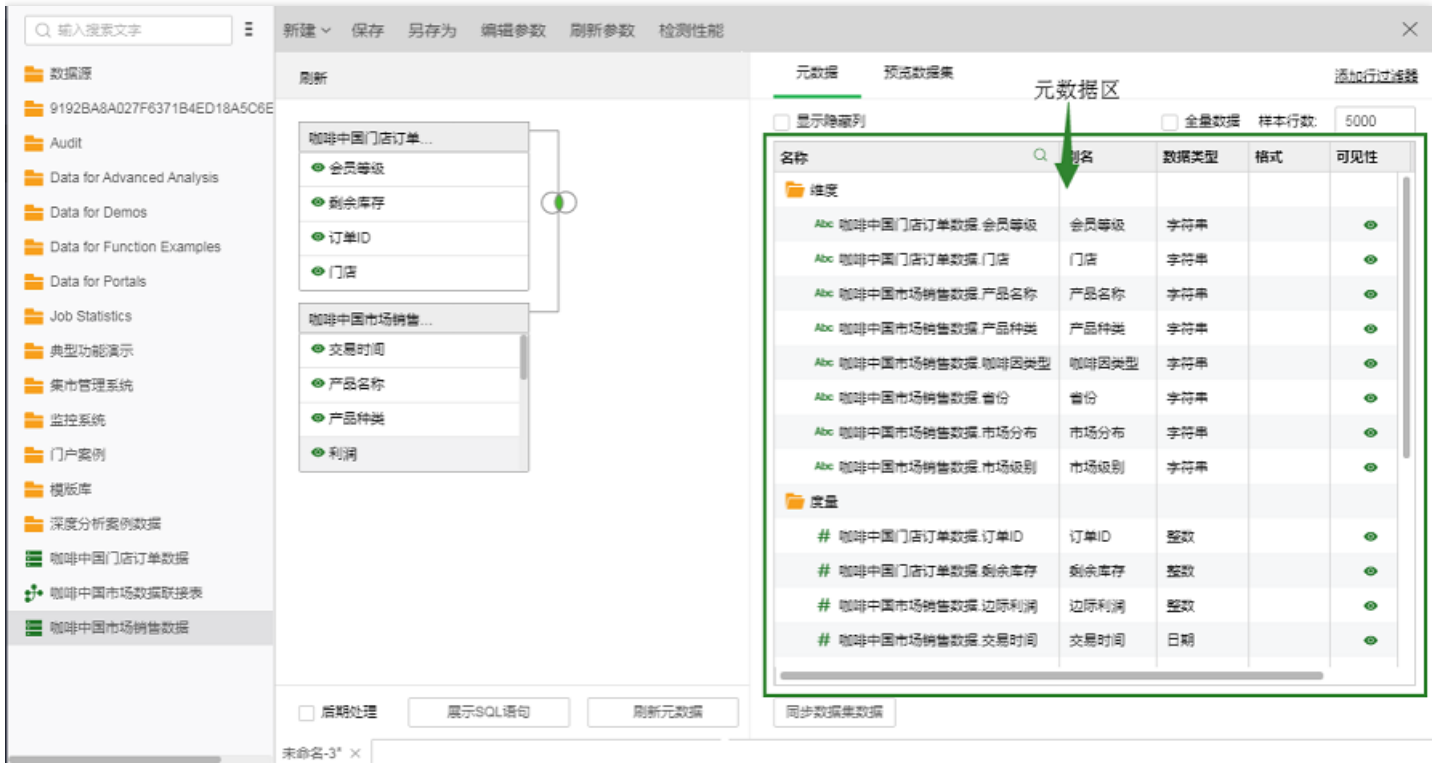 输入搜索文字
新建 保存 另存为 编辑参数 刷新参数 检测性能
数据源
9192BA8A027F6371B4ED18A5C6E
Audit
Data for Advanced Analysis
Data for Demos
Data for Function Examples
Data for Portals
Job Statistics
典型功能演示
集市管理系统
监控系统
门户案例
模版库
深度分析案例数据
咖啡中国门店订单数据
咖啡中国市场数据联接表
咖啡中国市场销售数据
刷新
咖啡中国门店订单...
会员等级
剩余库存
订单ID
门店
咖啡中国市场销售...
交易时间
产品名称
产品种类
利润
后期处理 展示SQL语句 刷新元数据
未命名-3*
元数据 预览数据集 添加行过滤器
元数据区
显示隐藏列 全量数据 样本行数: 5000
名称 别名 数据类型 格式 可见性
维度
Abc 咖啡中国门店订单数据.会员等级 会员等级 字符串
Abc 咖啡中国门店订单数据.门店 门店 字符串
Abc 咖啡中国市场销售数据.产品名称 产品名称 字符串
Abc 咖啡中国市场销售数据.产品种类 产品种类 字符串
Abc 咖啡中国市场销售数据.咖啡因类型 咖啡因类型 字符串
Abc 咖啡中国市场销售数据.省份 省份 字符串
Abc 咖啡中国市场销售数据.市场分布 市场分布 字符串
Abc 咖啡中国市场销售数据.市场级别 市场级别 字符串
度量
# 咖啡中国门店订单数据.订单ID 订单ID 整数
# 咖啡中国门店订单数据.剩余库存 剩余库存 整数
# 咖啡中国市场销售数据.边际利润 边际利润 整数
# 咖啡中国市场销售数据.交易时间 交易时间 日期
同步数据集数据